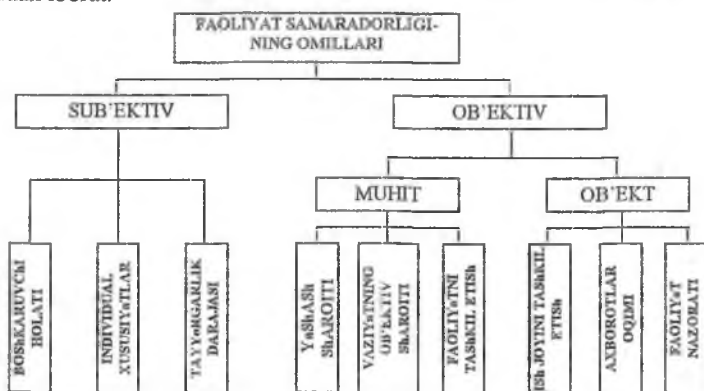 FAOLIYAT SAMARADORLIGI-
NING OMILLARI
SUB'EKTIV
OB'EKTIV
MUHIT
OB'EKT
BOShKARUVChI
HOLATI
INDIVIDUAL
XUSUSIYaTLAR
TAYYoRGARLIK
DARAJASI
YaShASh
ShAROITI
VAZIYaTNING
OB'EKTIV
ShAROITI
FAOLIYaTNI
TAShKIL ETISh
ISh JOYINI TAShKIL
ETISh
AXBOROTLAR
OQIMI
FAOLIYaT
NAZORATI